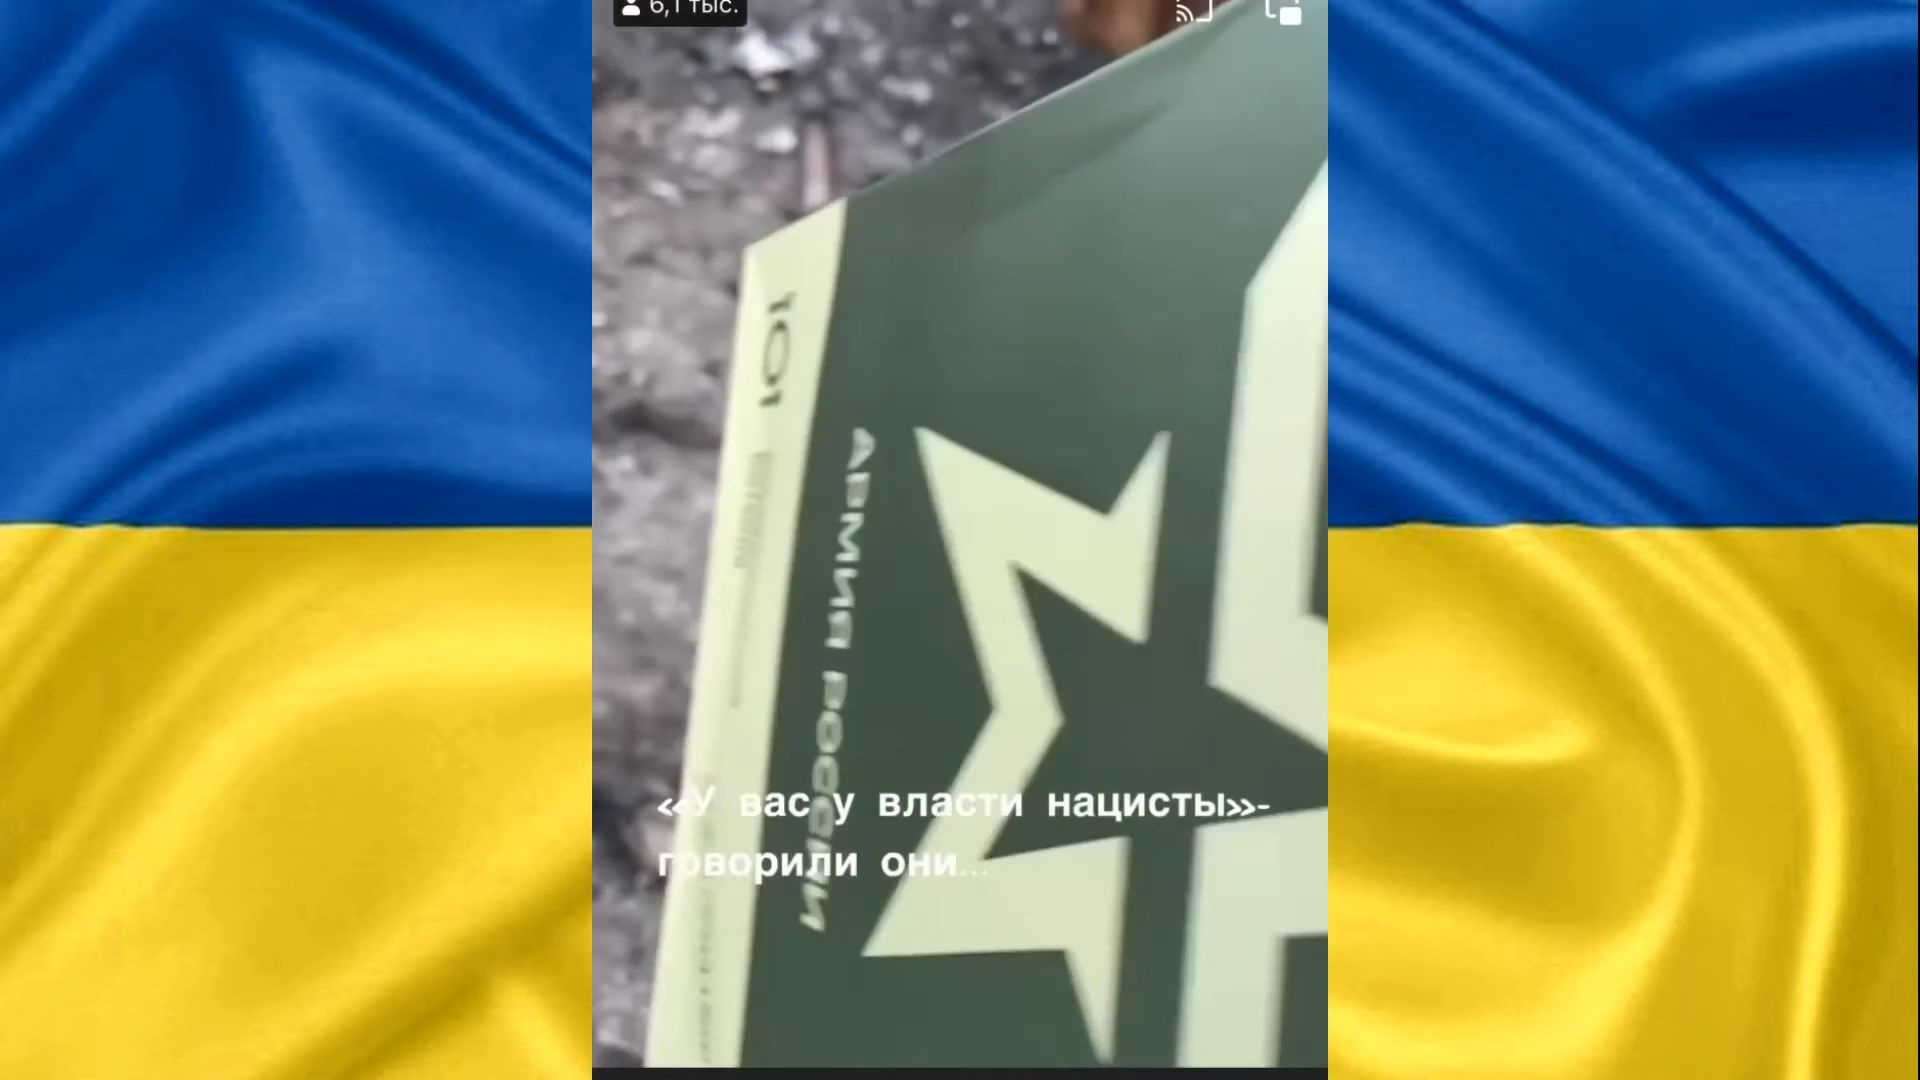 6,1 тыс.
101
АРМИЯ РОССИИ
«У вас у власти нацисты»-
говорили они...